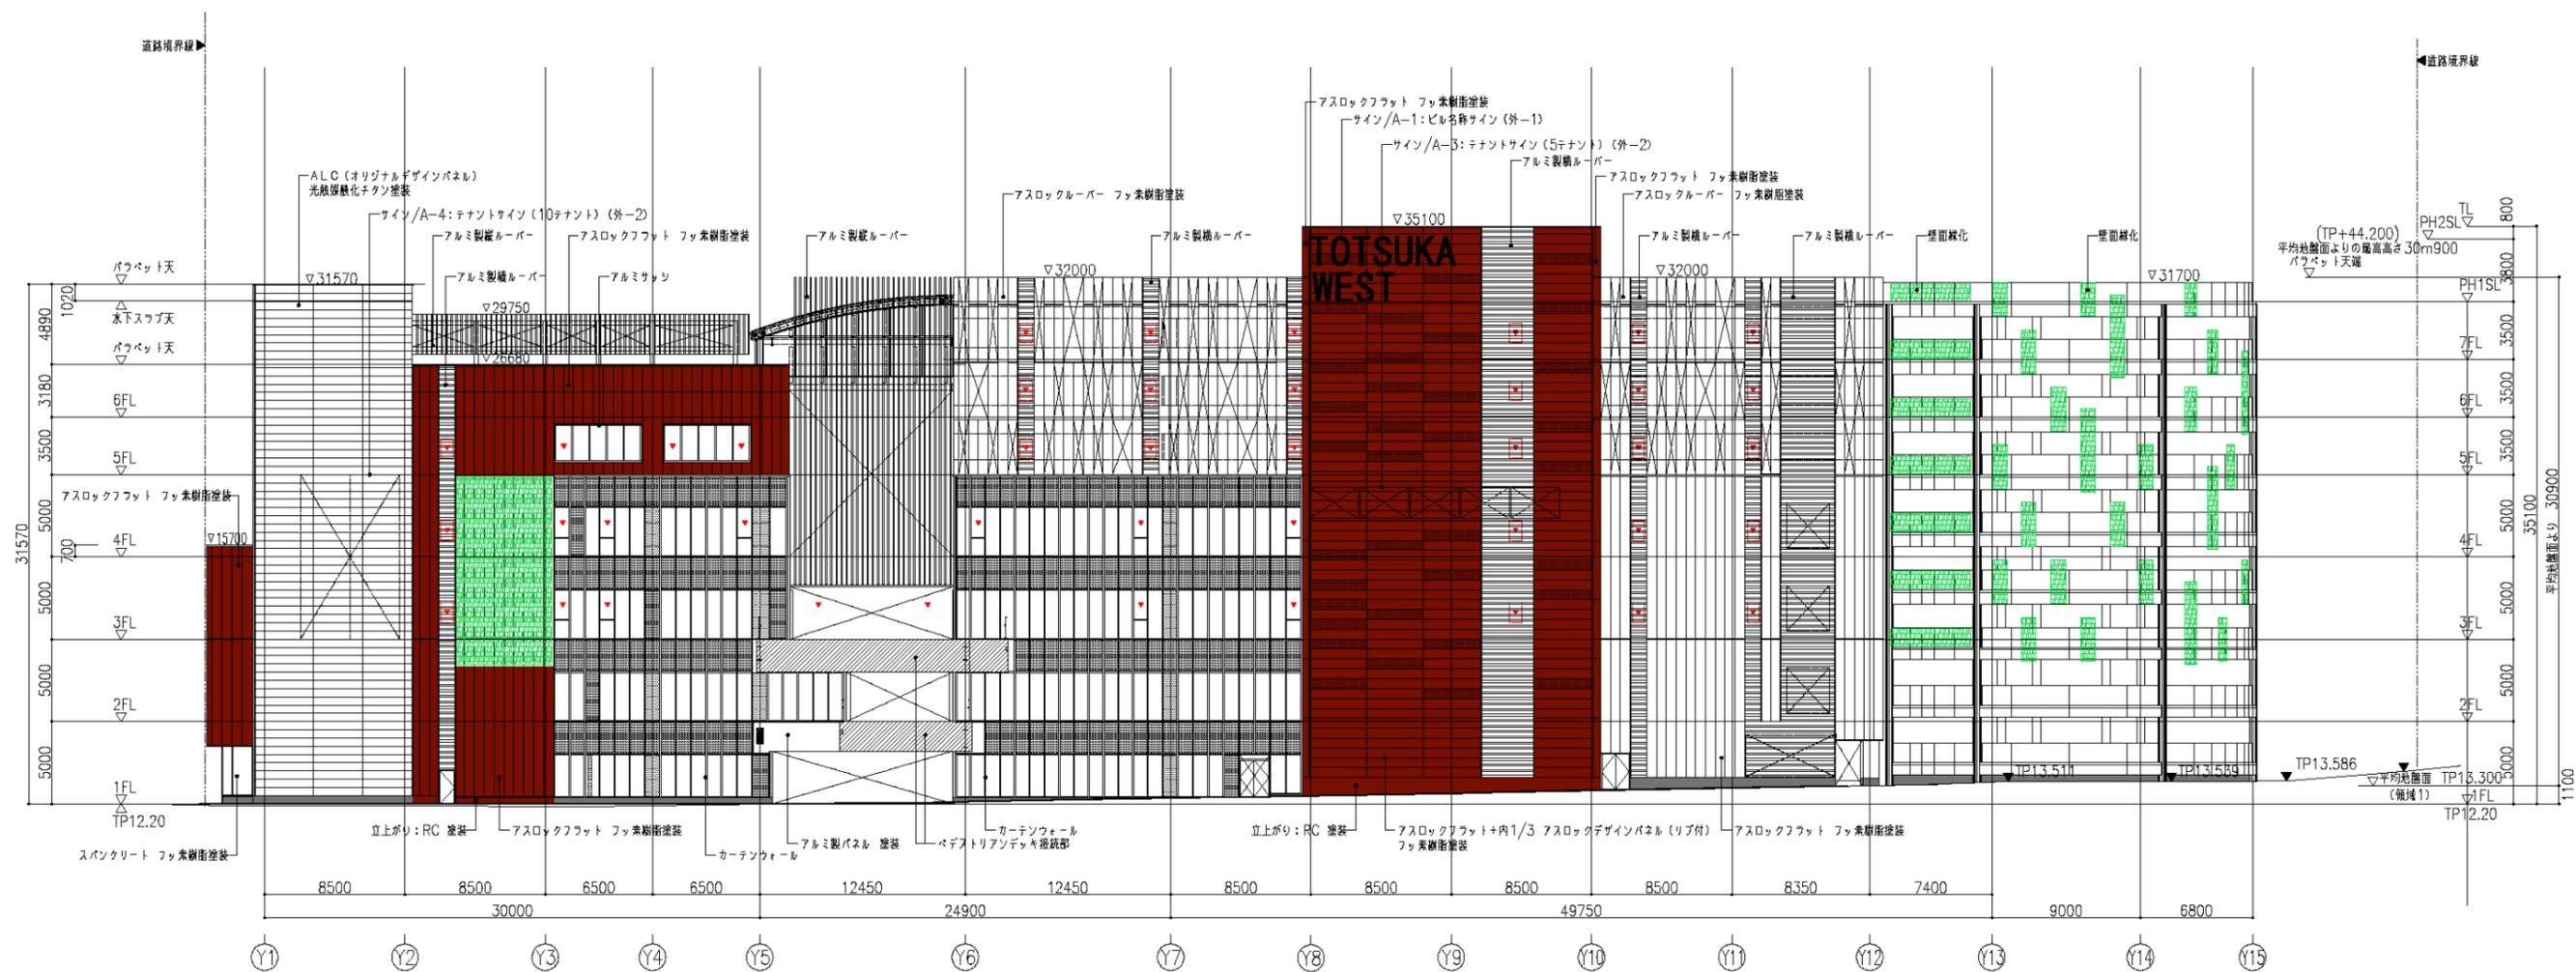 道路境界線
道路境界線
アスロックフラット フッ素樹脂塗装
サイン/A-1:ビル名称サイン(外-1)
サイン/A-3:テナントサイン(5テナント)(外-2)
アルミ製横ルーバー
アスロックフラット フッ素樹脂塗装
アスロックルーバー フッ素樹脂塗装
ALC(オリジナルデザインパネル)
光触媒酸化チタン塗装
サイン/A-4:テナントサイン(10テナント)(外-2)
アルミ製縦ルーバー
アスロックフラット フッ素樹脂塗装
アルミ製横ルーバー
アルミサッシ
アルミ製縦ルーバー
アスロックルーバー フッ素樹脂塗装
アルミ製横ルーバー
アルミ製横ルーバー
アルミ製横ルーバー
壁面緑化
壁面緑化
▽35100
TOTSUKA
WEST
▽31570
▽29750
▽26680
▽32000
▽32000
▽31700
▽15700
パラペット天
水下スラブ天
パラペット天
6FL
5FL
4FL
3FL
2FL
1FL
TP12.20
31570
4890
1020
3180
3500
5000
700
5000
5000
5000
アスロックフラット フッ素樹脂塗装
スパンクリート フッ素樹脂塗装
TL
PH2SL
(TP+44.200)
平均地盤面よりの最高高さ30m900
パラペット天端
PH1SL
7FL
6FL
5FL
4FL
3FL
2FL
800
3800
3500
3500
3500
5000
5000
5000
5000
1100
35100
平均地盤面より 30900
TP13.511
TP13.539
TP13.586
平均地盤面
(領域1)
TP13.300
1FL
TP12.20
立上がり:RC 塗装
アスロックフラット フッ素樹脂塗装
カーテンウォール
アルミ製パネル 塗装
カーテンウォール
ペデストリアンデッキ接続部
立上がり:RC 塗装
アスロックフラット+内1/3 アスロックデザインパネル(リブ付)
フッ素樹脂塗装
アスロックフラット フッ素樹脂塗装
8500 8500 6500 6500 12450 12450 8500 8500 8500 8500 8350 7400
30000 24900 49750 9000 6800
Y1 Y2 Y3 Y4 Y5 Y6 Y7 Y8 Y9 Y10 Y11 Y12 Y13 Y14 Y15